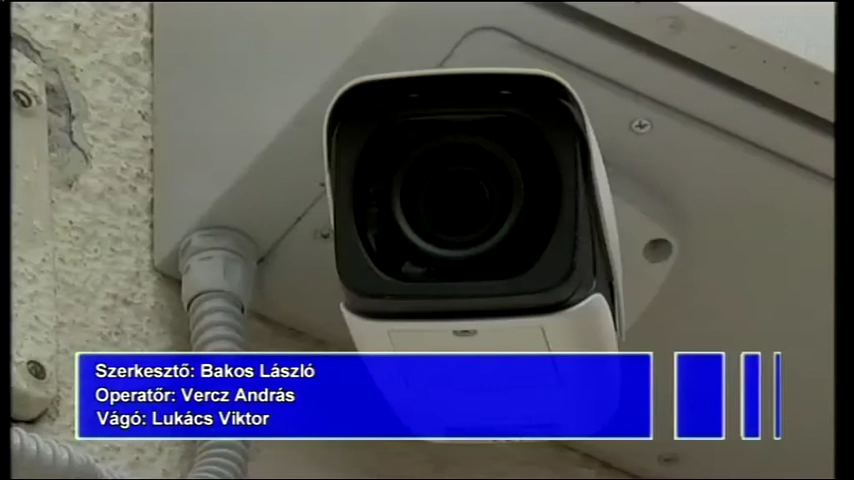 Szerkesztő: Bakos László
Operatőr: Vercz András
Vágó: Lukács Viktor